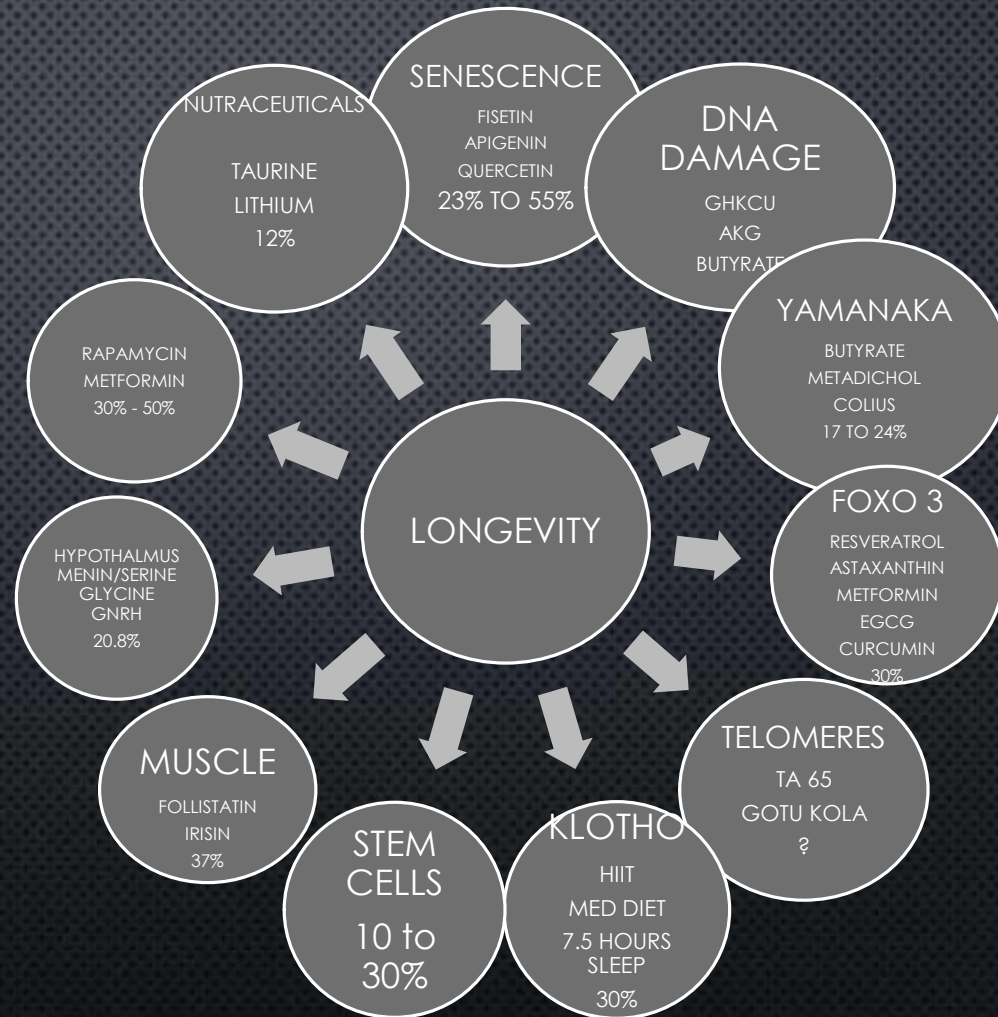 SENESCENCE
FISETIN
APIGENIN
QUERCETIN
23% TO 55%
DNA
DAMAGE
GHKCU
AKG
BUTYRATE
YAMANAKA
BUTYRATE
METADICHOL
COLIUS
17 TO 24%
FOXO 3
RESVERATROL
ASTAXANTHIN
METFORMIN
EGCG
CURCUMIN
30%
TELOMERES
TA 65
GOTU KOLA
?
KLOTHO
HIIT
MED DIET
7.5 HOURS
SLEEP
30%
STEM
CELLS
10 to
30%
MUSCLE
FOLLISTATIN
IRISIN
37%
HYPOTHALMUS
MENIN/SERINE
GLYCINE
GNRH
20.8%
RAPAMYCIN
METFORMIN
30% - 50%
NUTRACEUTICALS
TAURINE
LITHIUM
12%
LONGEVITY